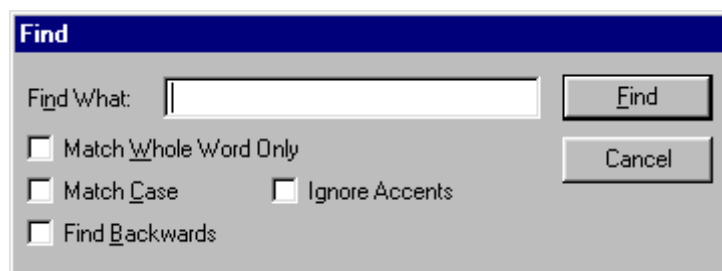 Find
Find What:
Find
Match Whole Word Only
Cancel
Match Case
Ignore Accents
Find Backwards